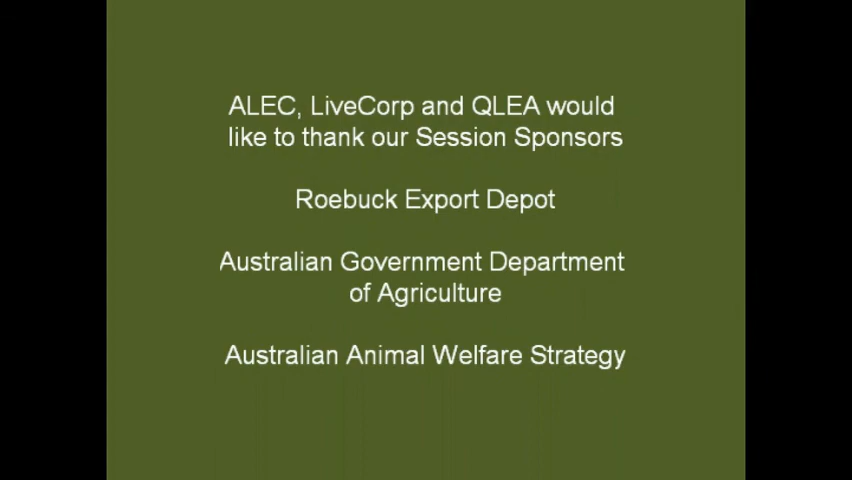 ALEC, LiveCorp and QLEA would
like to thank our Session Sponsors
Roebuck Export Depot
Australian Government Department
of Agriculture
Australian Animal Welfare Strategy